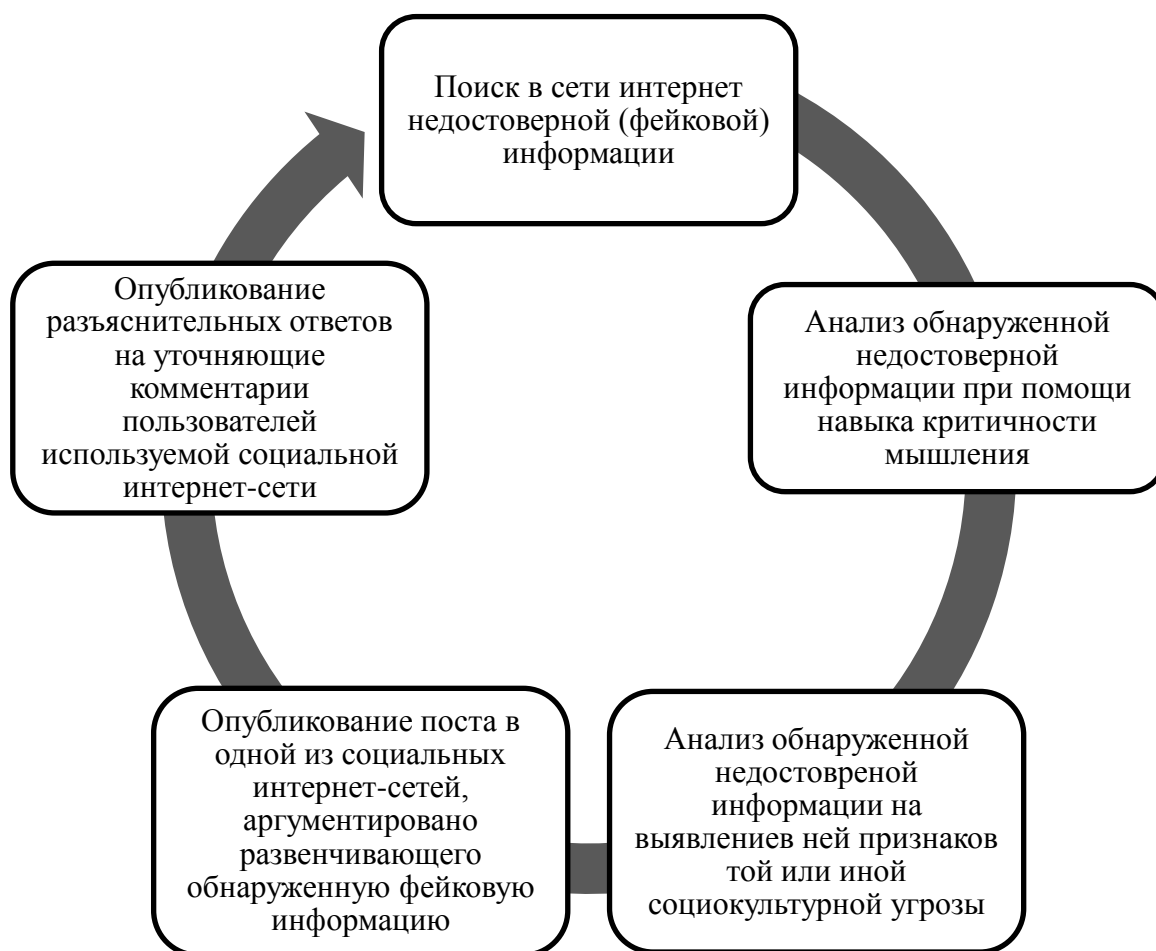 Поиск в сети интернет
недостоверной (фейковой)
информации
Анализ обнаруженной
недостоверной
информации при помощи
навыка критичности
мышления
Анализ обнаруженной
недостовреной
информации на
выявлениев ней признаков
той или иной
социокультурной угрозы
Опубликование поста в
одной из социальных
интернет-сетей,
аргументировано
развенчивающего
обнаруженную фейковую
информацию
Опубликование
разъяснительных ответов
на уточняющие
комментарии
пользователей
используемой социальной
интернет-сети